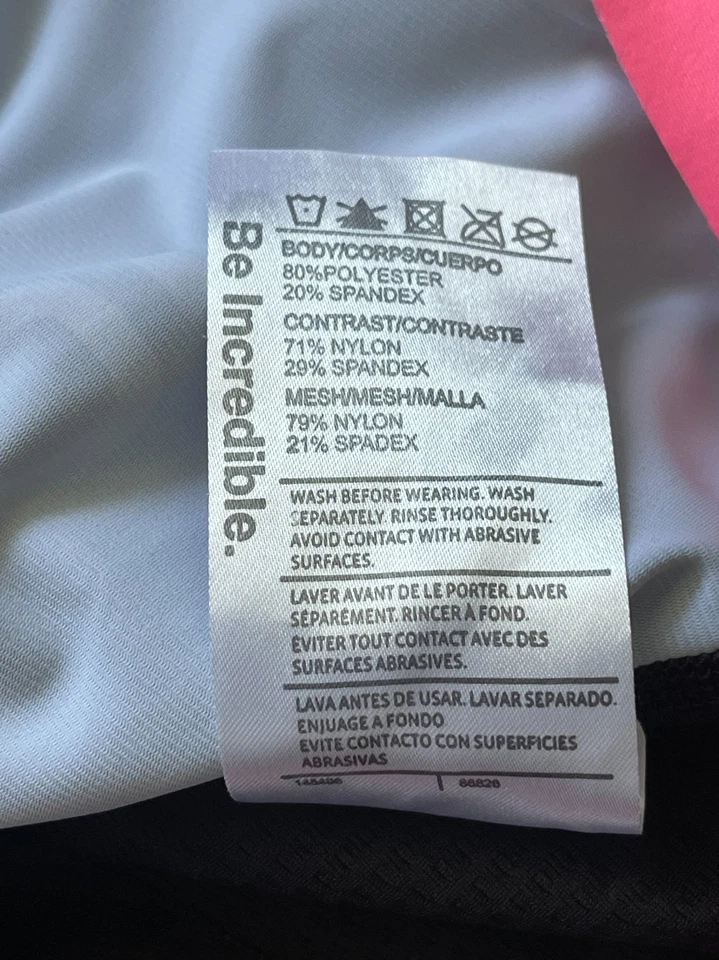 Be Incredible.
BODY/CORPS/CUERPO
80%POLYESTER
20% SPANDEX
CONTRAST/CONTRASTE
71% NYLON
29% SPANDEX
MESH/MESH/MALLA
79% NYLON
21% SPADEX
WASH BEFORE WEARING. WASH
SEPARATELY. RINSE THOROUGHLY.
AVOID CONTACT WITH ABRASIVE
SURFACES.
LAVER AVANT DE LE PORTER. LAVER
SÉPARÉMENT. RINCER À FOND.
ÉVITER TOUT CONTACT AVEC DES
SURFACES ABRASIVES.
LAVA ANTES DE USAR. LAVAR SEPARADO.
ENJUAGE A FONDO
EVITE CONTACTO CON SUPERFICIES
ABRASIVAS
66826